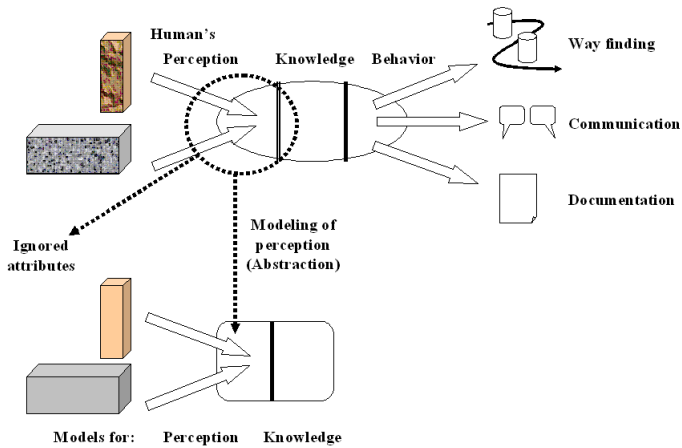 Human's
Perception Knowledge Behavior
Way finding
Communication
Documentation
Ignored
attributes
Modeling of
perception
(Abstraction)
Models for: Perception Knowledge